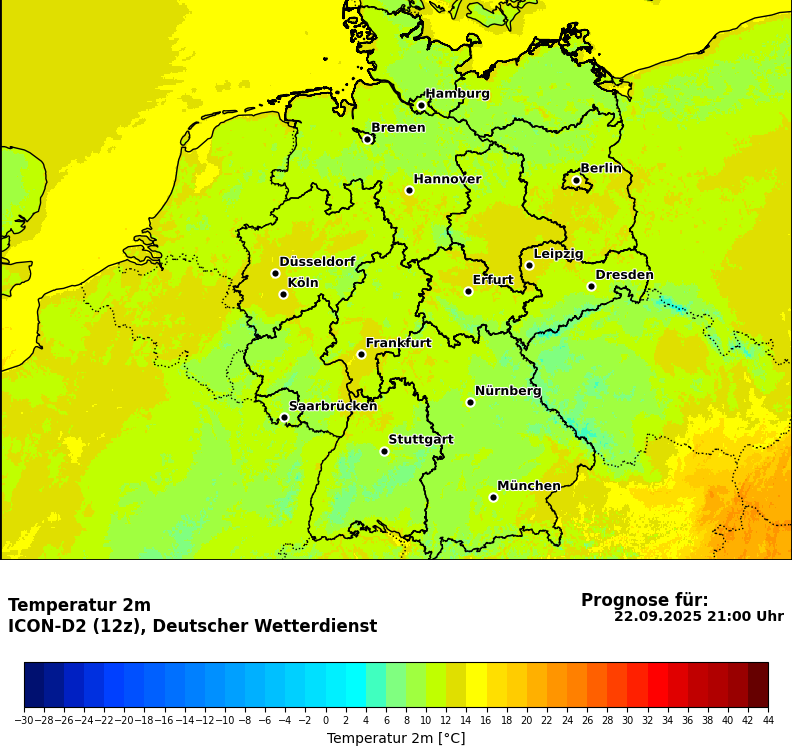 Hamburg
Bremen
Berlin
Hannover
Leipzig
Düsseldorf
Dresden
Köln
Erfurt
Frankfurt
Nürnberg
Saarbrücken
Stuttgart
München
Temperatur 2m
ICON-D2 (12z), Deutscher Wetterdienst
Prognose für:
22.09.2025 21:00 Uhr
−30 −28 −26 −24 −22 −20 −18 −16 −14 −12 −10 −8 −6 −4 −2 0 2 4 6 8 10 12 14 16 18 20 22 24 26 28 30 32 34 36 38 40 42 44
Temperatur 2m [°C]